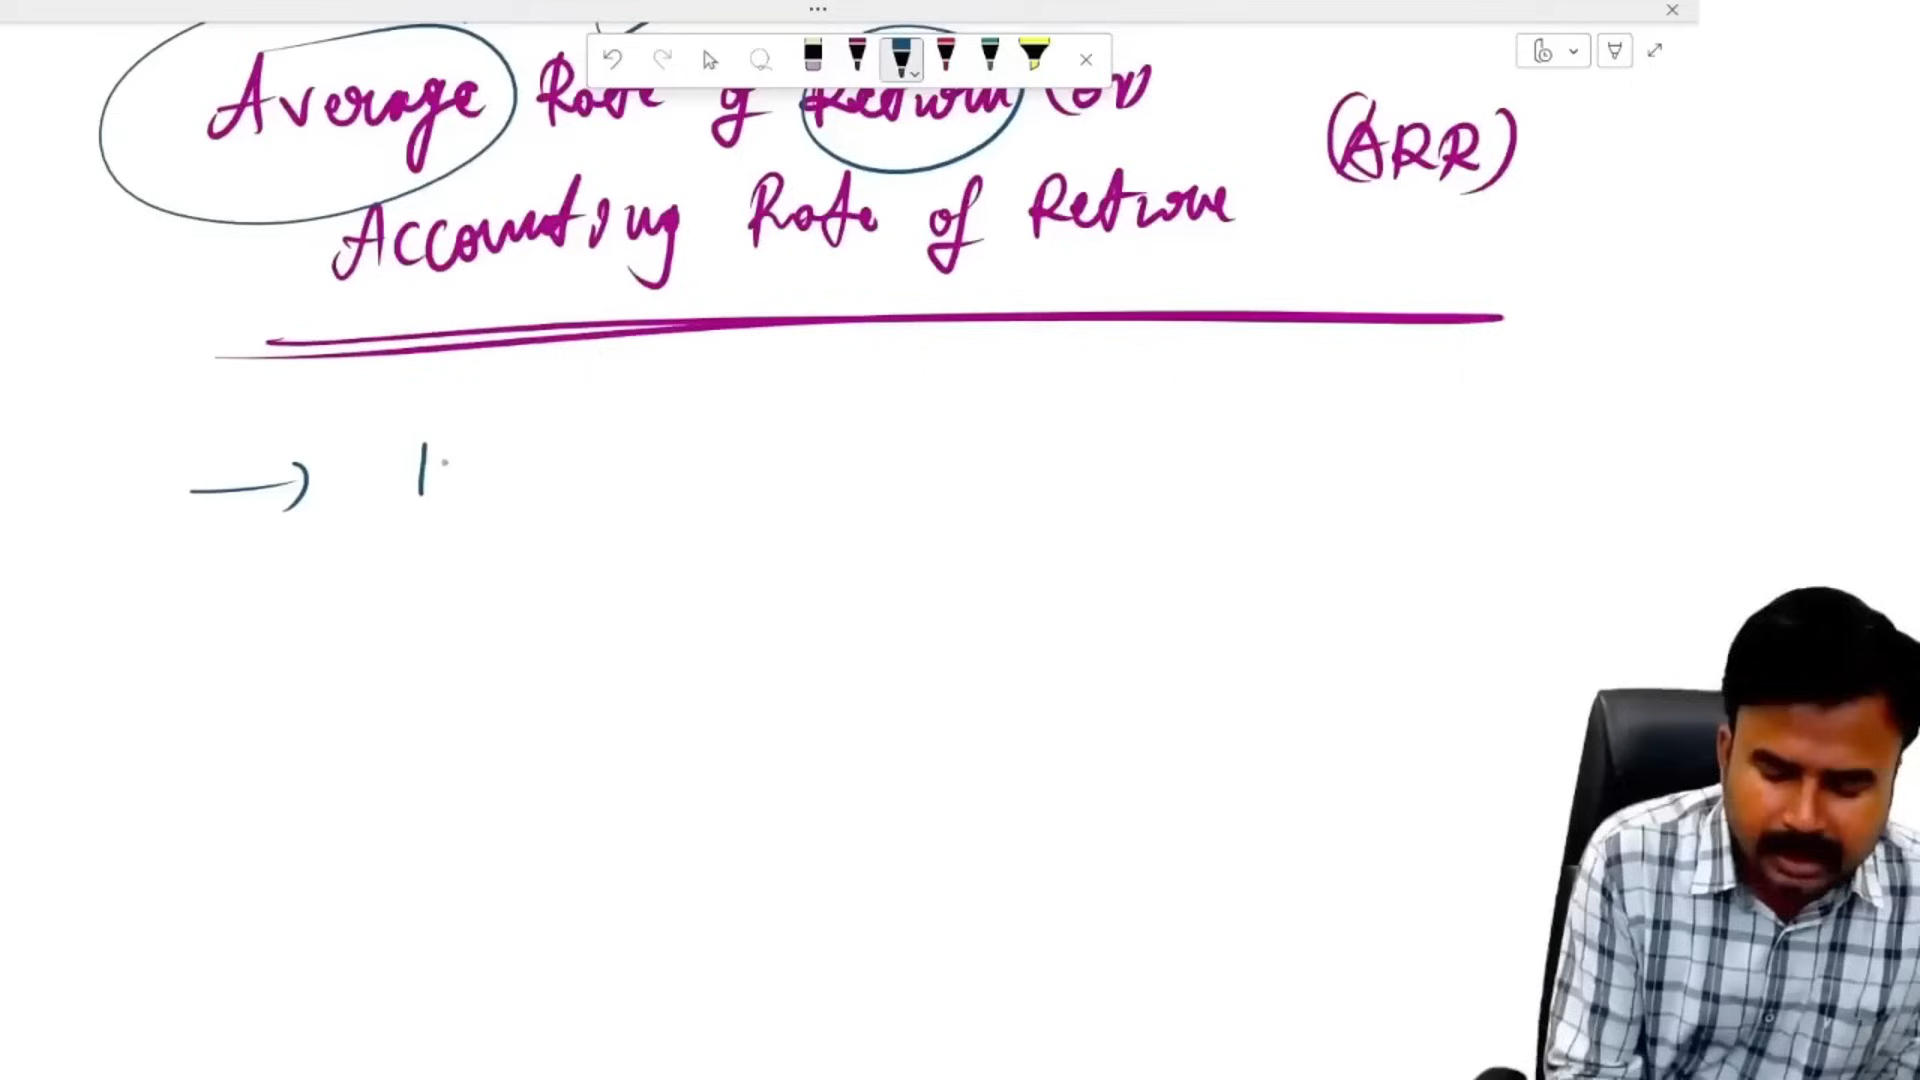 Average Rate of Return (or)
(ARR)
Accounting Rate of Return